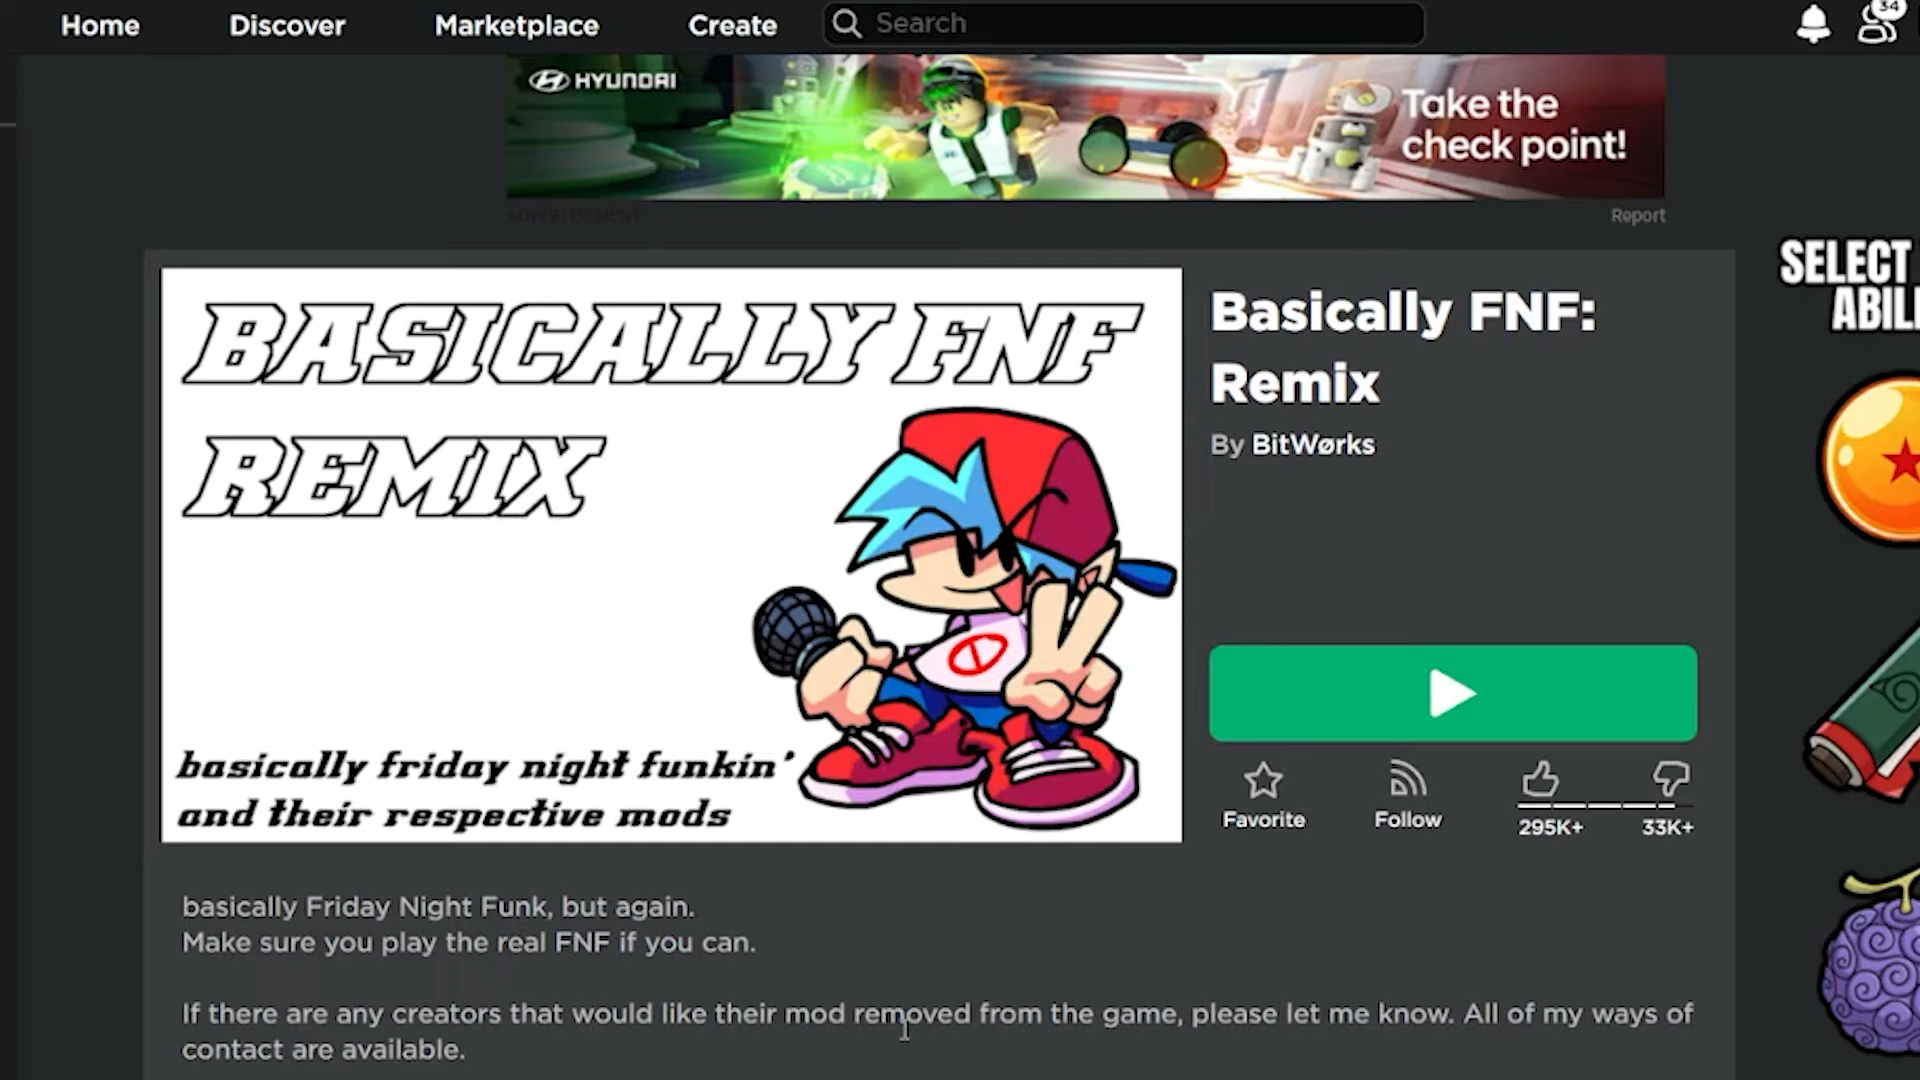 Home Discover Marketplace Create Search 34
HYUNDAI
Take the
check point!
ADVERTISEMENT Report
BASICALLY FNF
REMIX
basically friday night funkin'
and their respective mods
Basically FNF:
Remix
By BitWørks
Favorite Follow 295K+ 33K+
SELECT
ABIL
basically Friday Night Funk, but again.
Make sure you play the real FNF if you can.
If there are any creators that would like their mod removed from the game, please let me know. All of my ways of
contact are available.